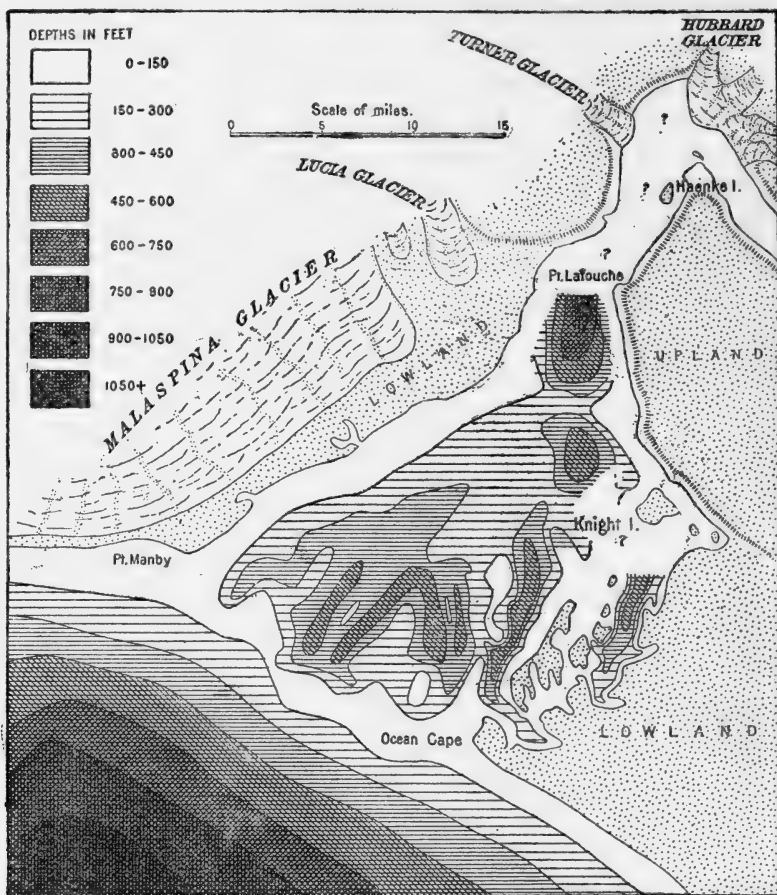 DEPTHS IN FEET
0-150
150-300
300-450
450-600
600-750
750-900
900-1050
1050+
Scale of miles.
0 5 10 15
HUBBARD
GLACIER
TURNER GLACIER
LUCIA GLACIER
MALASPINA GLACIER
?
?
?
Haenke I.
?
Pt. Latouche
LOWLAND
UPLAND
?
Knight I.
?
Pt. Manby
Ocean Cape
LOWLAND